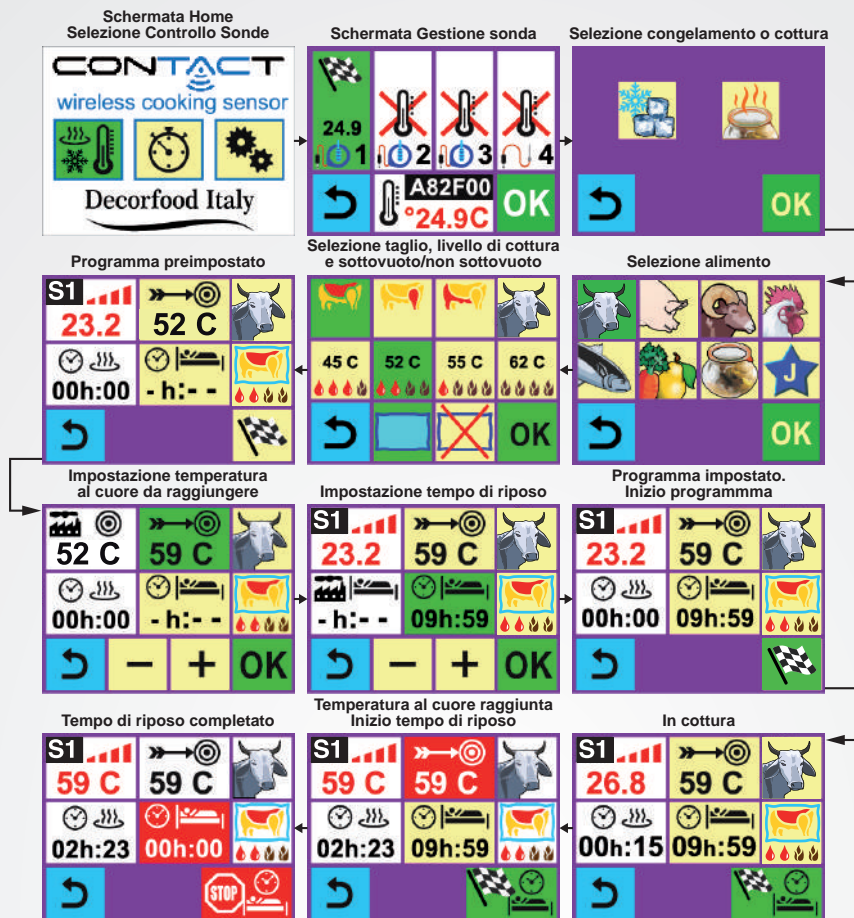 Schermata Home
Selezione Controllo Sonde
CONTACT
wireless cooking sensor
Decorfood Italy
Schermata Gestione sonda
24.9
1 2 3 4
A82F00
°24.9C
OK
Selezione congelamento o cottura
OK
Selezione alimento
J
OK
Selezione taglio, livello di cottura
e sottovuoto/non sottovuoto
45 C 52 C 55 C 62 C
OK
Programma preimpostato
S1
23.2 52 C
00h:00 - h:- -
Impostazione temperatura
al cuore da raggiungere
52 C 59 C
00h:00 - h:- -
− + OK
Impostazione tempo di riposo
S1
23.2 59 C
- h:- - 09h:59
− + OK
Programma impostato.
Inizio programmma
S1
23.2 59 C
00h:00 09h:59
In cottura
S1
26.8 59 C
00h:15 09h:59
Temperatura al cuore raggiunta
Inizio tempo di riposo
S1
59 C 59 C
02h:23 09h:59
Tempo di riposo completato
S1
59 C 59 C
02h:23 00h:00
STOP